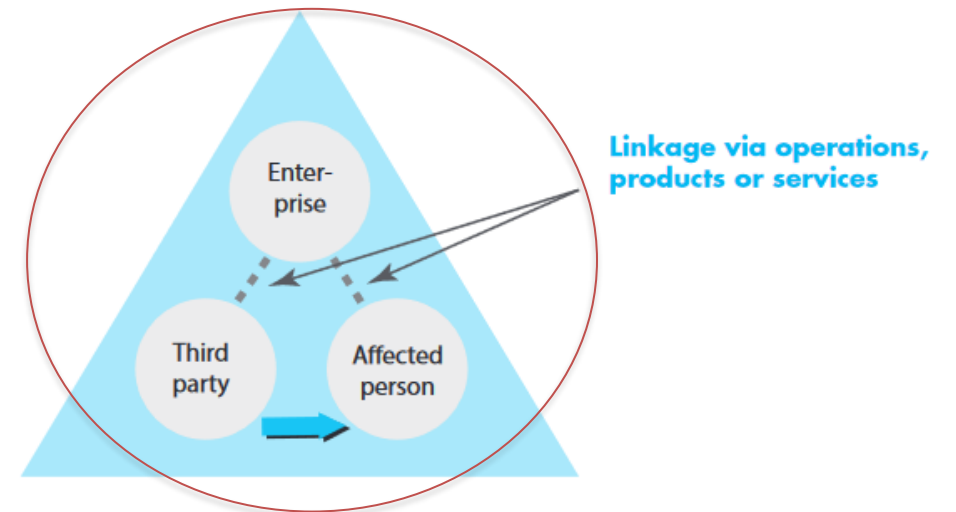 Enter-
prise
Linkage via operations,
products or services
Third
party
Affected
person